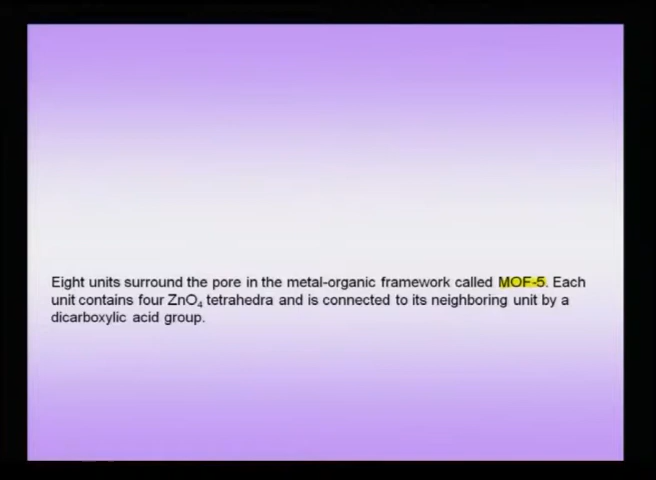 Eight units surround the pore in the metal-organic framework called MOF-5. Each
unit contains four ZnO₄ tetrahedra and is connected to its neighboring unit by a
dicarboxylic acid group.